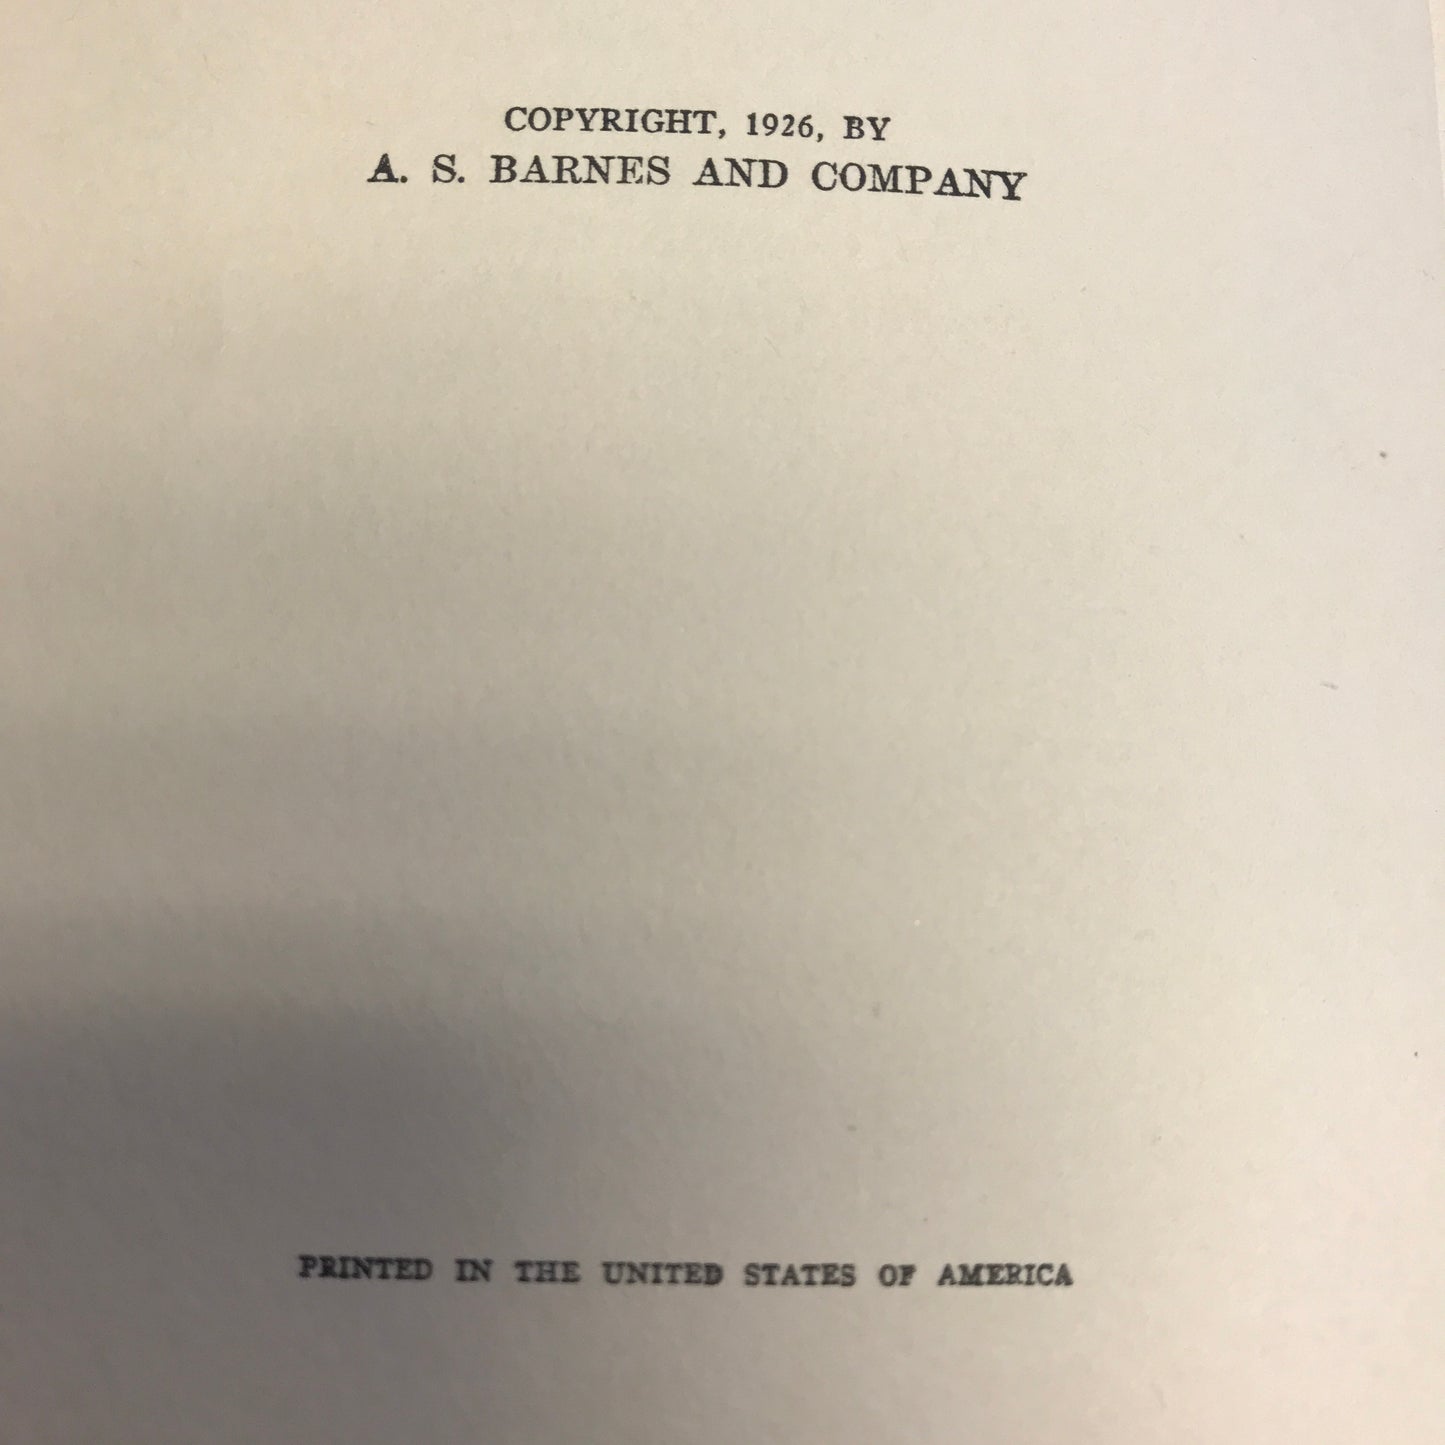 COPYRIGHT, 1926, BY
A. S. BARNES AND COMPANY
PRINTED IN THE UNITED STATES OF AMERICA